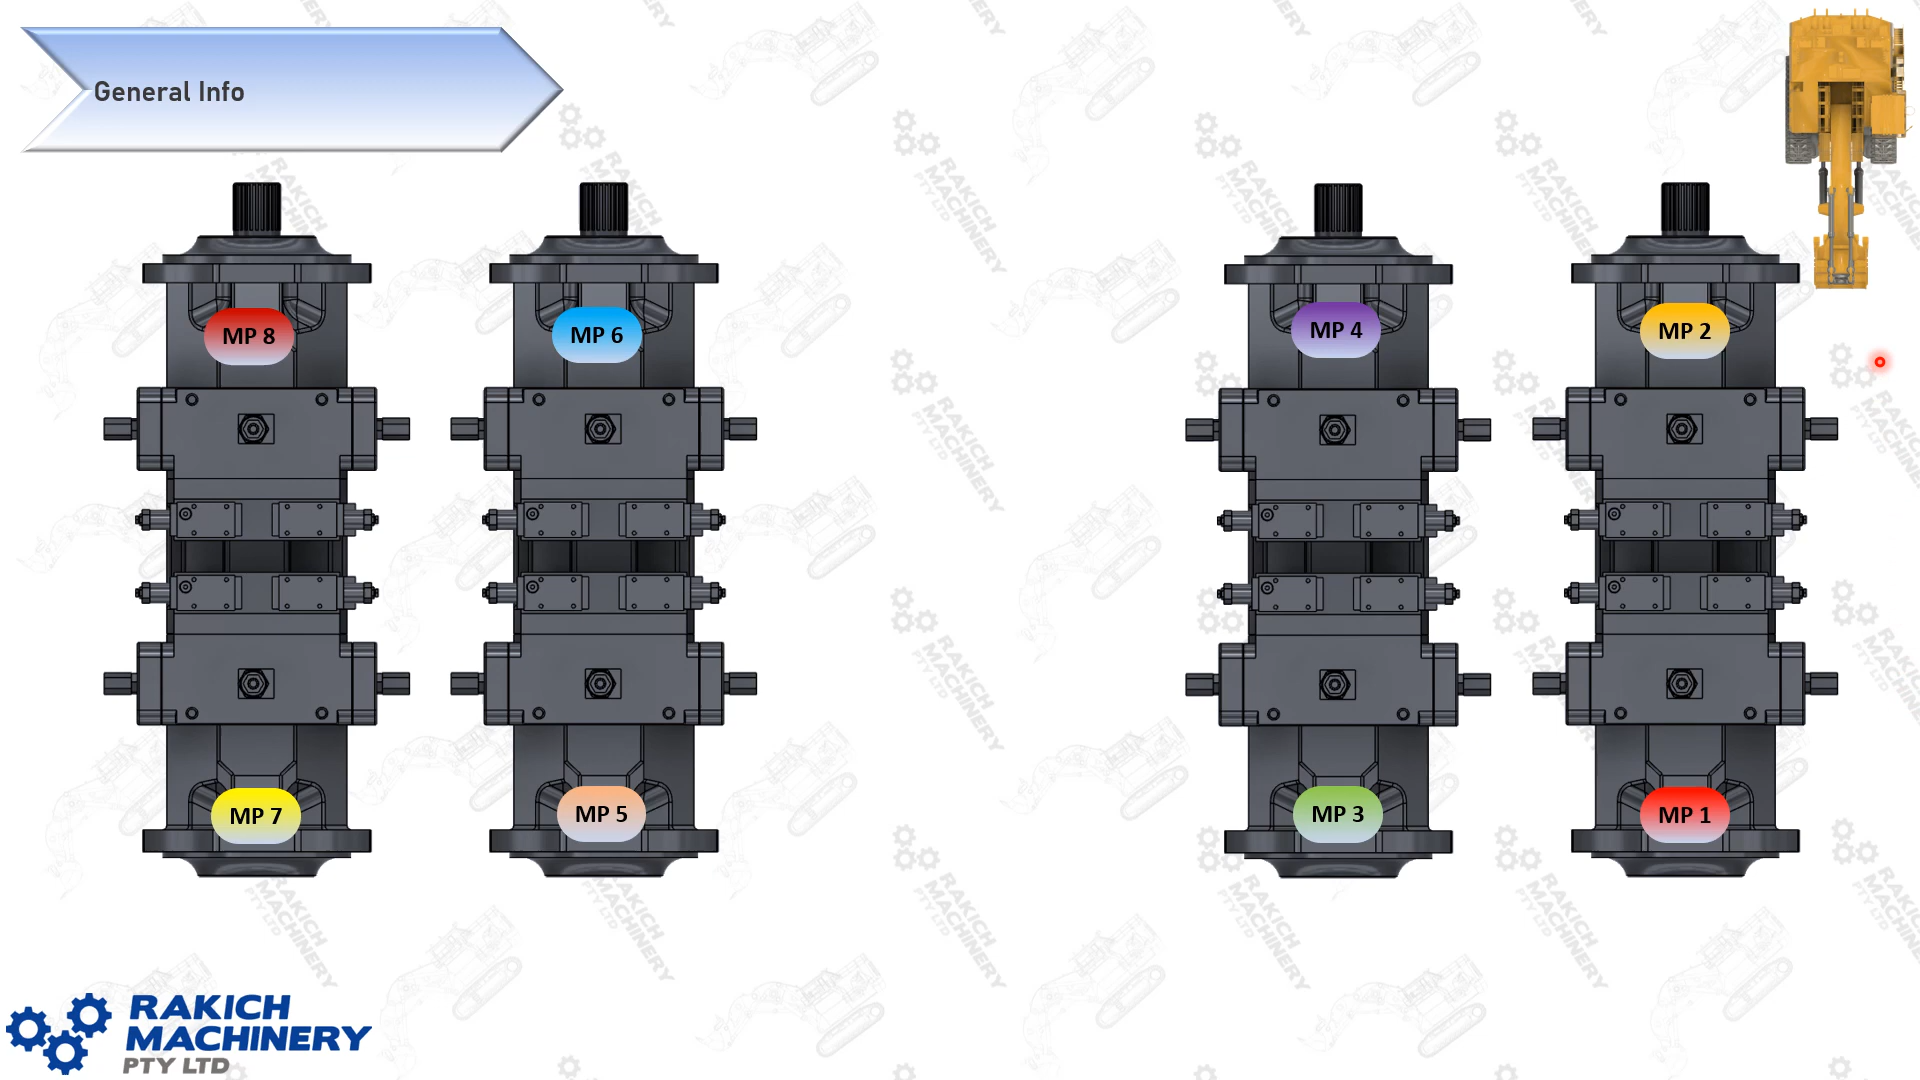 General Info
MP 8
MP 6
MP 4
MP 2
MP 7
MP 5
MP 3
MP 1
RAKICH
MACHINERY
PTY LTD